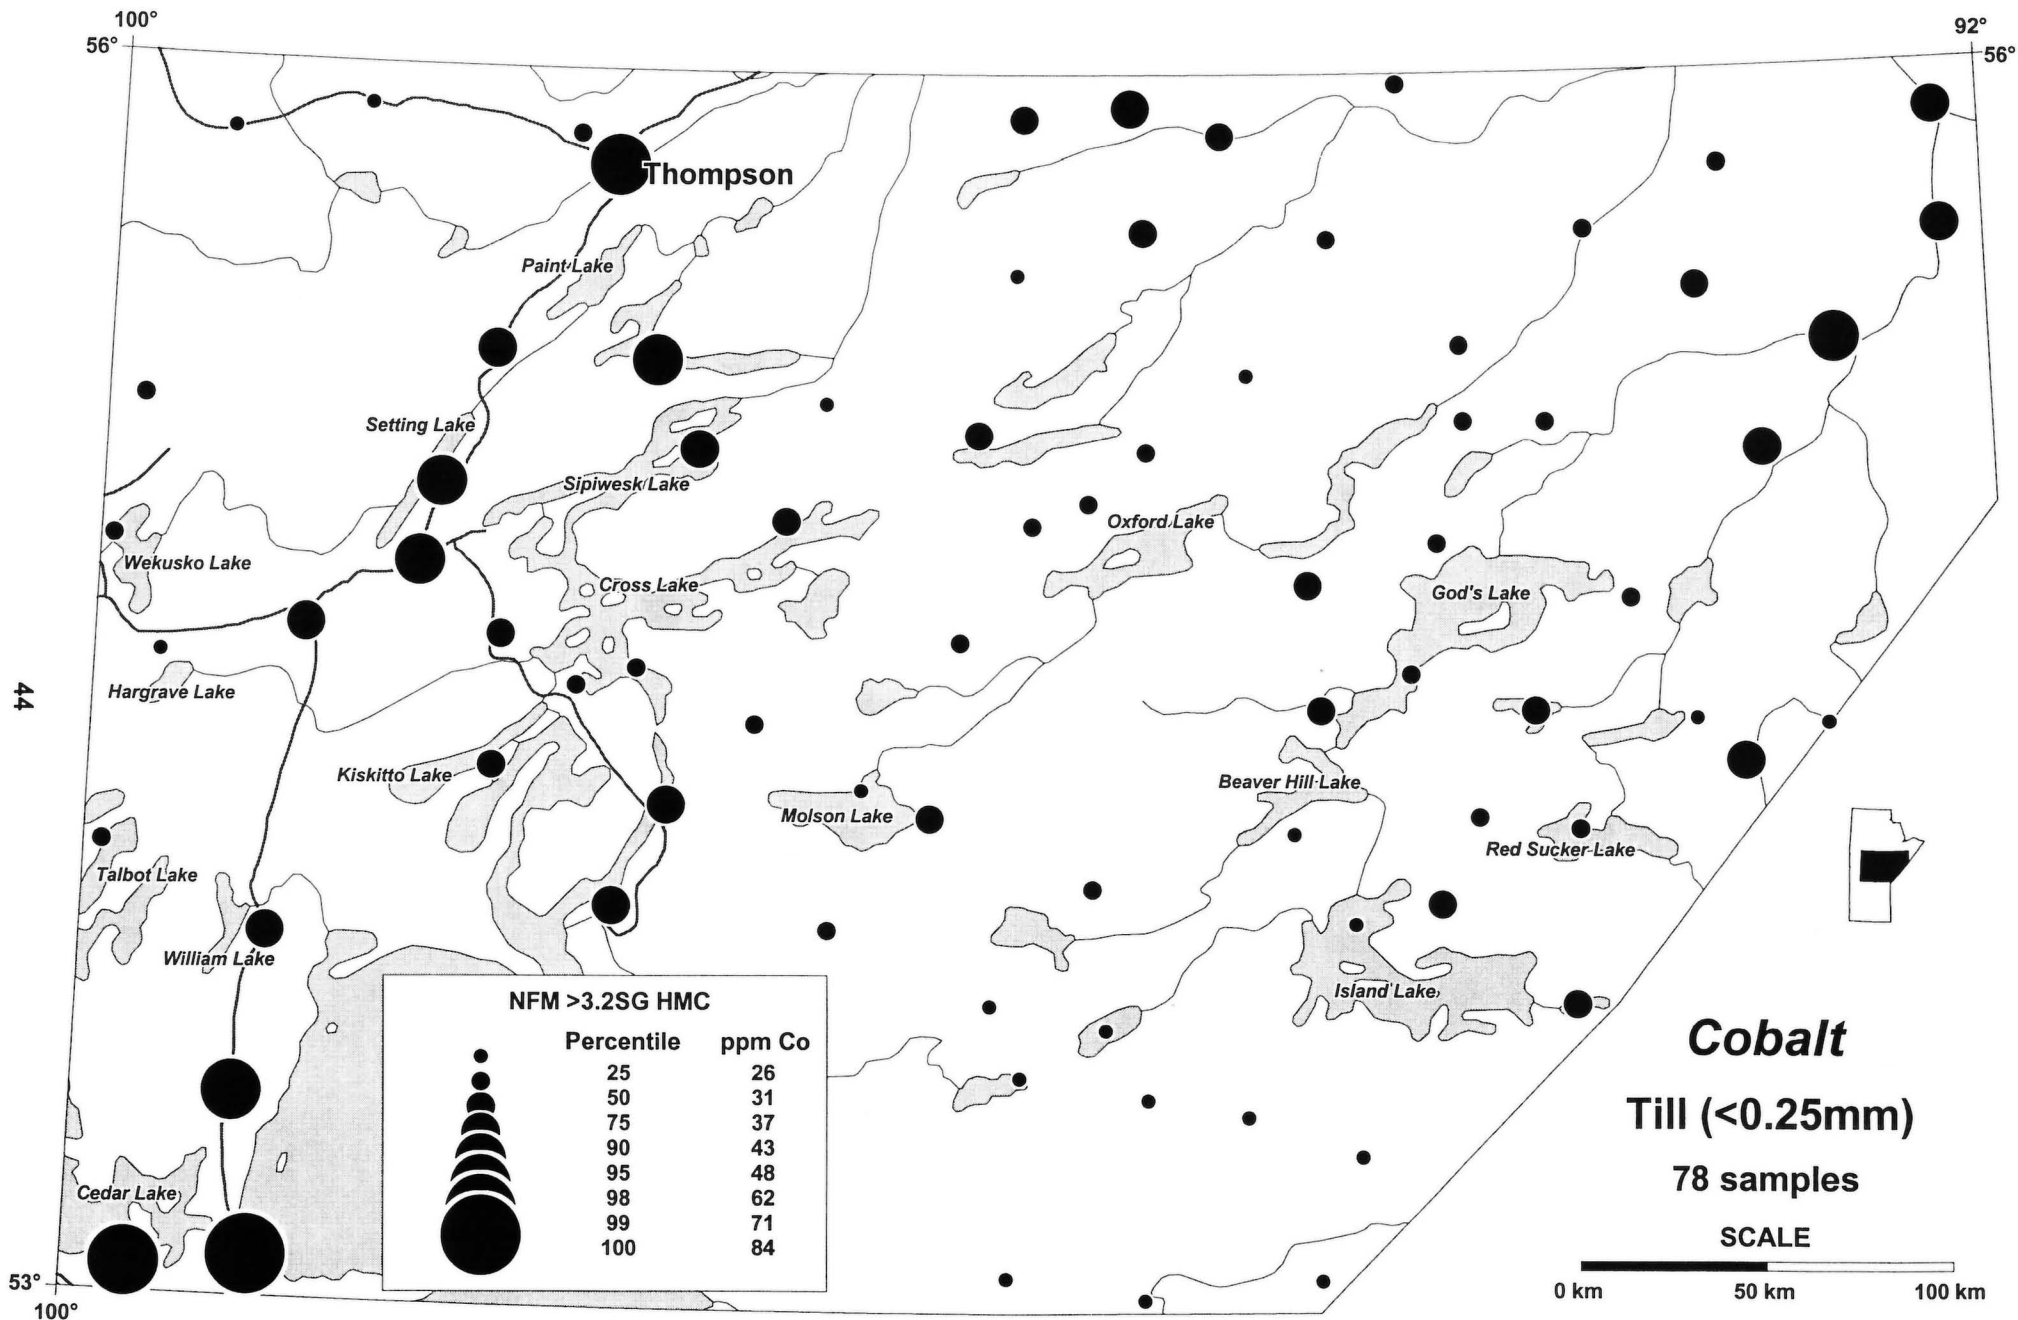 100°
92°
56°
56°
Thompson
Paint Lake
Setting Lake
Sipiwesk Lake
Oxford Lake
Wekusko Lake
Cross Lake
God's Lake
44
Hargrave Lake
Kiskitto Lake
Beaver Hill Lake
Molson Lake
Red Sucker Lake
Talbot Lake
William Lake
Island Lake
NFM >3.2SG HMC
Percentile ppm Co
25 26
50 31
75 37
90 43
95 48
98 62
99 71
100 84
Cobalt
Till (<0.25mm)
78 samples
Cedar Lake
SCALE
0 km 50 km 100 km
53°
100°